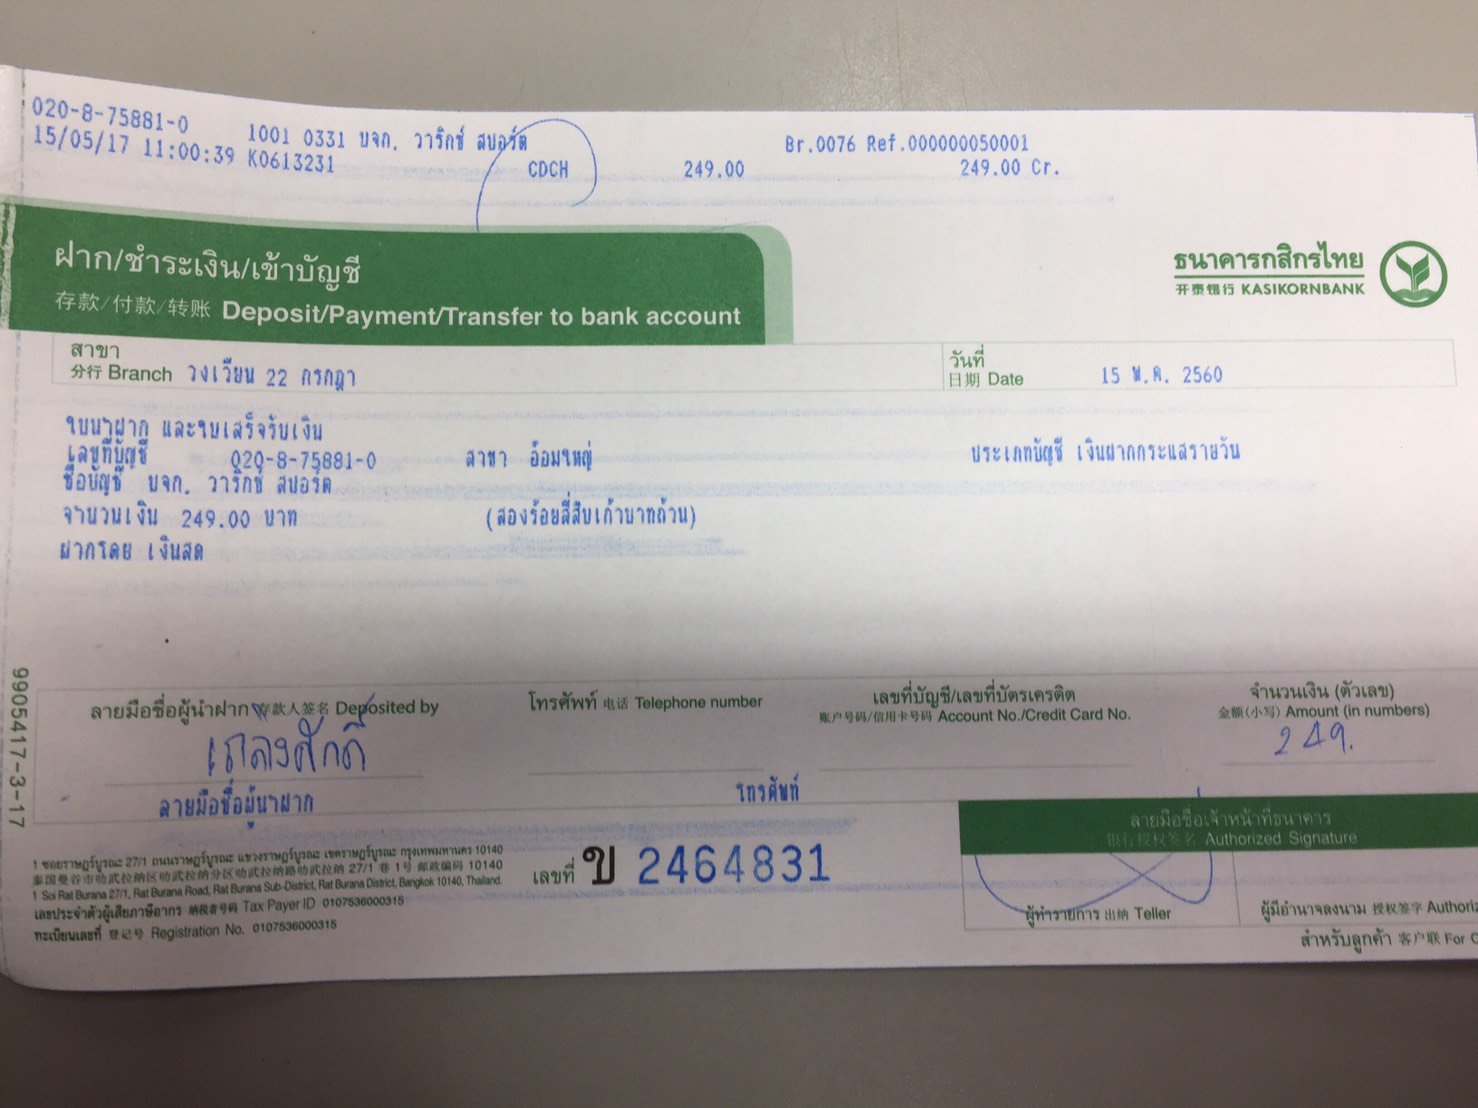 020-8-75881-0 1001 0331 บจก. วาริกซ์ สปอร์ต Br.0076 Ref.000000050001
15/05/17 11:00:39 K0613231 CDCH 249.00 249.00 Cr.
ฝาก/ชำระเงิน/เข้าบัญชี
存款/付款/转账 Deposit/Payment/Transfer to bank account
ธนาคารกสิกรไทย
开泰银行 KASIKORNBANK
สาขา
分行 Branch วงเวียน 22 กรกฎา
วันที่
日期 Date 15 พ.ค. 2560
ใบนำฝาก และใบเสร็จรับเงิน
เลขที่บัญชี 020-8-75881-0 สาขา อ้อมใหญ่ ประเภทบัญชี เงินฝากกระแสรายวัน
ชื่อบัญชี บจก. วาริกซ์ สปอร์ต
จำนวนเงิน 249.00 บาท (สองร้อยสี่สิบเก้าบาทถ้วน)
ฝากโดย เงินสด
9905417-3-17
ลายมือชื่อผู้นำฝาก 存款人签名 Deposited by
เถลงศักดิ์
ลายมือชื่อผู้นำฝาก
โทรศัพท์ 电话 Telephone number
โทรศัพท์
เลขที่บัญชี/เลขที่บัตรเครดิต
账户号码/信用卡号码 Account No./Credit Card No.
จำนวนเงิน (ตัวเลข)
金额(小写) Amount (in numbers)
249.
ลายมือชื่อเจ้าหน้าที่ธนาคาร
银行授权签名 Authorized Signature
ผู้ทำรายการ 出纳 Teller
ผู้มีอำนาจลงนาม 授权签字
สำหรับลูกค้า 客户联 For
1 ซอยราษฎร์บูรณะ 27/1 ถนนราษฎร์บูรณะ แขวงราษฎร์บูรณะ เขตราษฎร์บูรณะ กรุงเทพมหานคร 10140
泰国曼谷市叻武拉纳区叻武拉纳分区叻武拉纳路叻武拉纳 27/1 巷 1号 邮政编码 10140
1 Soi Rat Burana 27/1, Rat Burana Road, Rat Burana Sub-District, Rat Burana District, Bangkok 10140, Thailand.
เลขประจำตัวผู้เสียภาษีอากร 纳税者号码 Tax Payer ID 0107536000315
ทะเบียนเลขที่ 登记号 Registration No. 0107536000315
เลขที่ ข 2464831